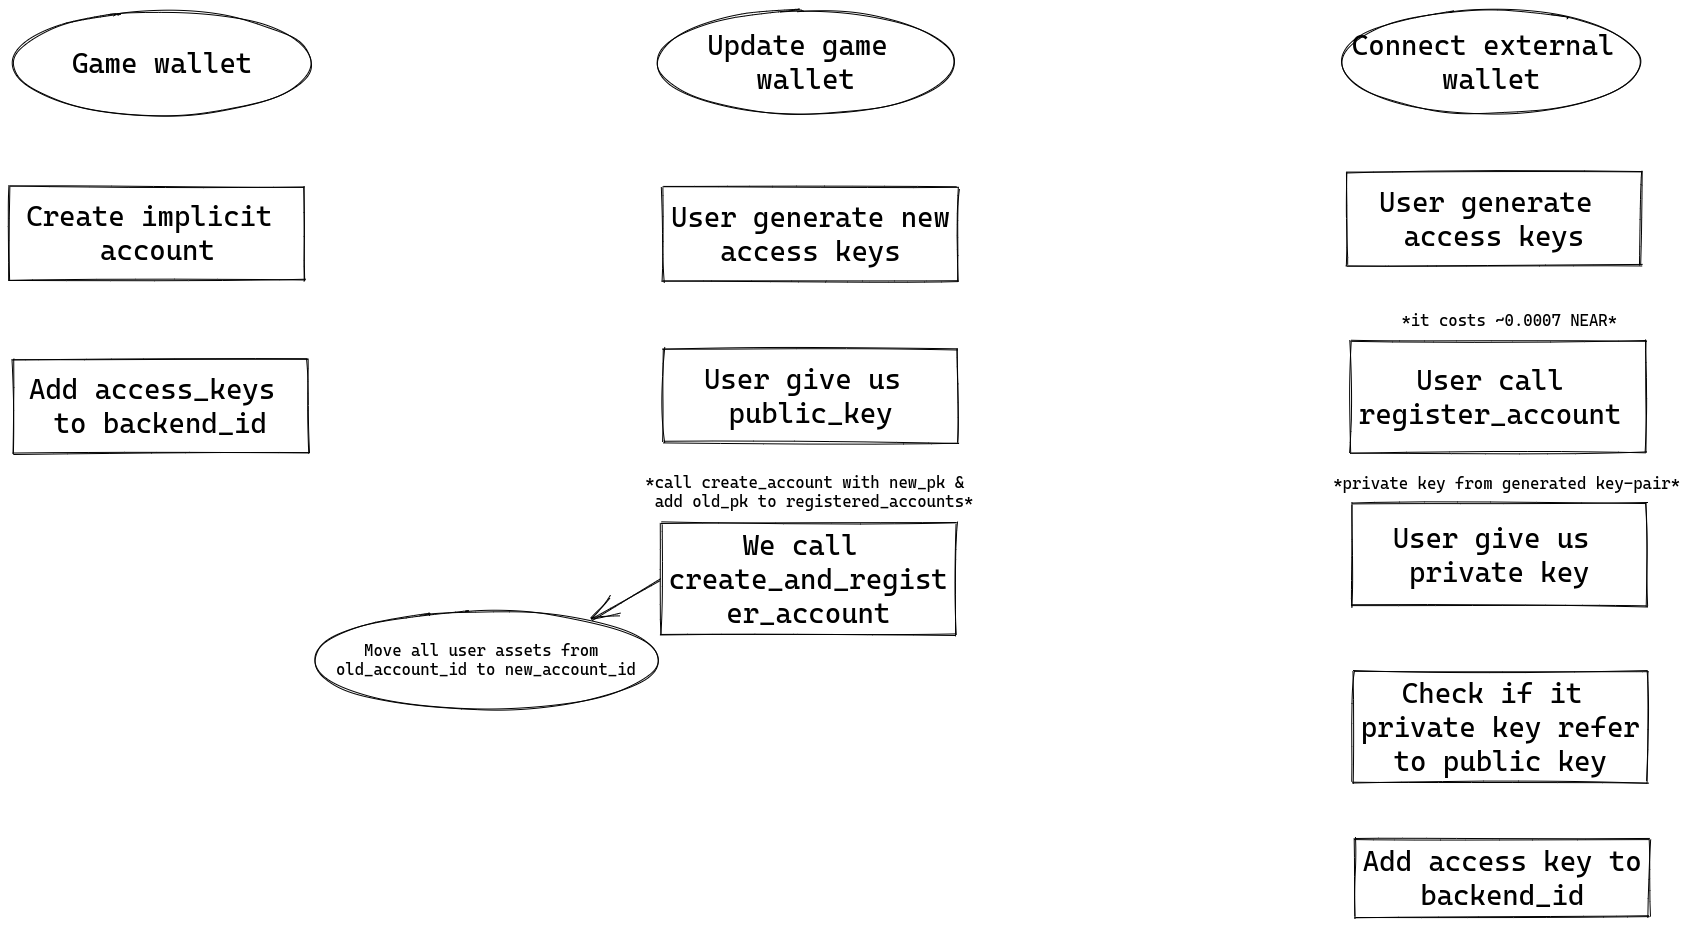 Game wallet
Update game
wallet
Connect external
wallet
Create implicit
account
Add access_keys
to backend_id
User generate new
access keys
User give us
public_key
*call create_account with new_pk &
add old_pk to registered_accounts*
We call
create_and_regist
er_account
Move all user assets from
old_account_id to new_account_id
User generate
access keys
*it costs ~0.0007 NEAR*
User call
register_account
*private key from generated key-pair*
User give us
private key
Check if it
private key refer
to public key
Add access key to
backend_id